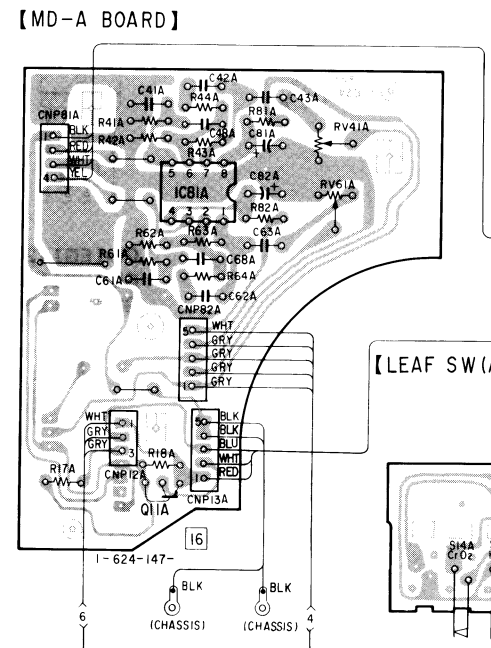 【MD-A BOARD】
C42A
C41A
R44A
C43A
CNP81A
R41A
R81A
RV41A
1
BLK
R42A
C48A
C81A
RED
R43A
+
WHT
5 6 7 8
4
YEL
IC81A
C82A
+
RV61A
4 3 2 1
R82A
R62A
R63A
C63A
R61A
C68A
C61A
R64A
C62A
CNP82A
5
WHT
GRY
GRY
GRY
1
GRY
【LEAF SW(A
WHT
1
5
BLK
GRY
BLK
GRY
3
BLU
R18A
WHT
R17A
CNP12A
1
RED
Q11A
CNP13A
16
1-624-147-
S14A
CrO2
BLK
BLK
6
4
(CHASSIS)
(CHASSIS)